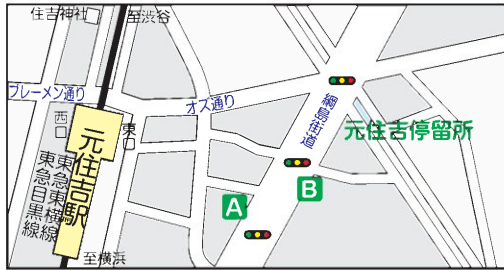 住吉神社
至渋谷
ブレーメン通り
オズ通り
西口
東口
綱島街道
元住吉停留所
元住吉駅
東急東横線
東急目黒線
A
B
至横浜